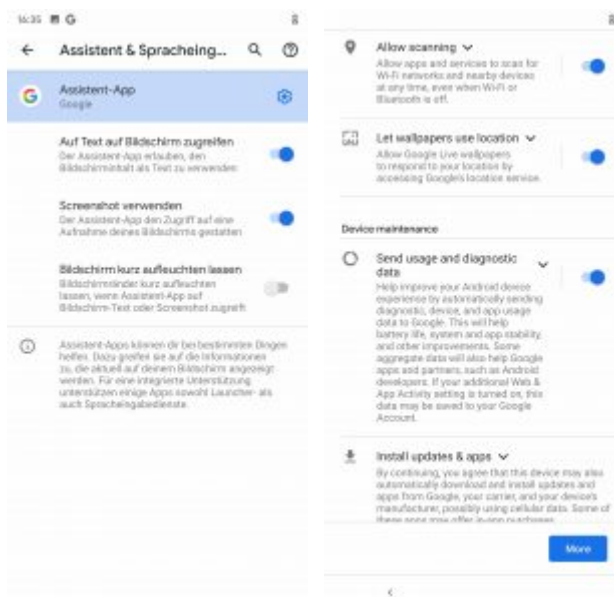 16:35 G
Assistent & Spracheing...
Assistent-App
Google
Auf Text auf Bildschirm zugreifen
Der Assistent-App erlauben, den
Bildschirminhalt als Text zu verwenden
Screenshot verwenden
Der Assistent-App den Zugriff auf eine
Aufnahme deines Bildschirms gestatten
Bildschirm kurz aufleuchten lassen
Bildschirmränder kurz aufleuchten
lassen, wenn Assistent-App auf
Bildschirm-Text oder Screenshot zugreift
Assistent-Apps können dir bei bestimmten Dingen
helfen. Dazu greifen sie auf die Informationen
zu, die aktuell auf deinem Bildschirm angezeigt
werden. Für eine integrierte Unterstützung
unterstützen einige Apps sowohl Launcher- als
auch Spracheingabedienste.
Allow scanning
Allow apps and services to scan for
Wi-Fi networks and nearby devices
at any time, even when Wi-Fi or
Bluetooth is off.
Let wallpapers use location
Allow Google Live wallpapers
to respond to your location by
accessing Google's location service.
Device maintenance
Send usage and diagnostic
data
Help improve your Android device
experience by automatically sending
diagnostic, device, and app usage
data to Google. This will help
battery life, system and app stability,
and other improvements. Some
aggregate data will also help Google
apps and partners, such as Android
developers. If your additional Web &
App Activity setting is turned on, this
data may be saved to your Google
Account.
Install updates & apps
By continuing, you agree that this device may also
automatically download and install updates and
apps from Google, your carrier, and your device's
manufacturer, possibly using cellular data. Some of
these apps may offer in-app purchases.
More